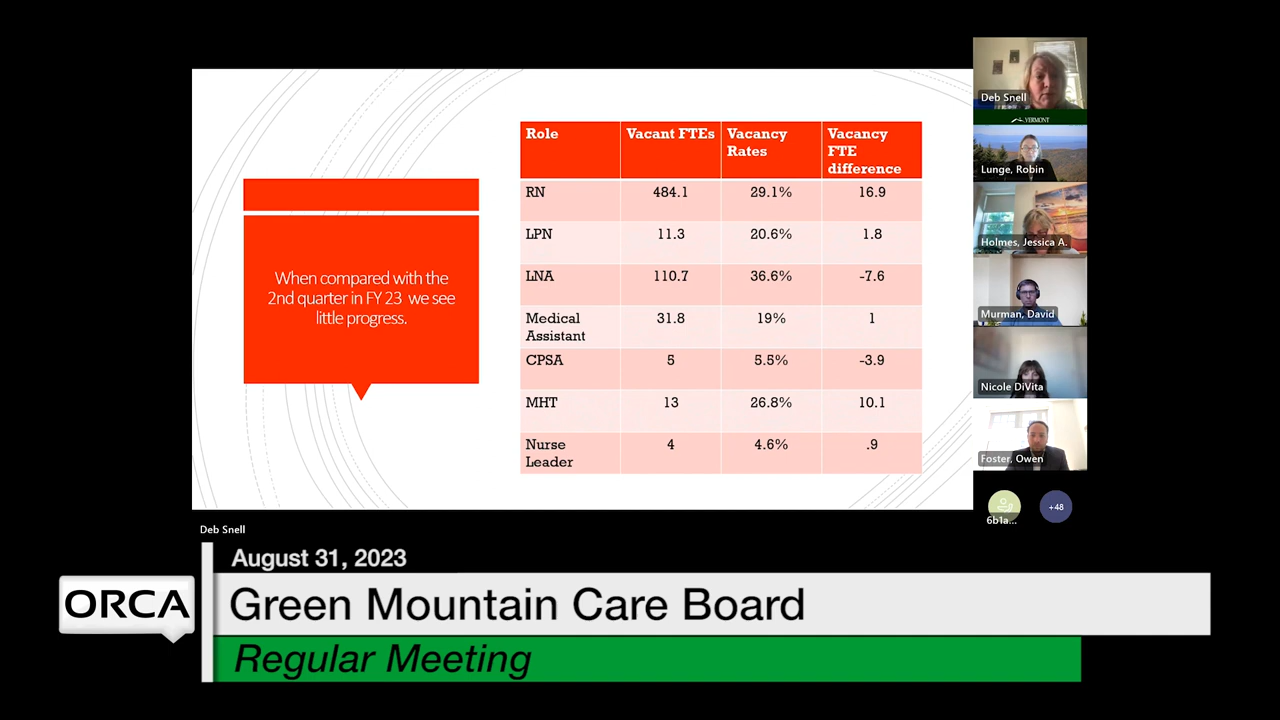 When compared with the
2nd quarter in FY 23 we see
little progress.
Role Vacant FTEs Vacancy Rates Vacancy FTE difference
RN 484.1 29.1% 16.9
LPN 11.3 20.6% 1.8
LNA 110.7 36.6% -7.6
Medical Assistant 31.8 19% 1
CPSA 5 5.5% -3.9
MHT 13 26.8% 10.1
Nurse Leader 4 4.6% .9
Deb Snell
VERMONT
Lunge, Robin
Holmes, Jessica A.
Murman, David
Nicole DiVita
Foster, Owen
6b1a...
+48
Deb Snell
August 31, 2023
ORCA
Green Mountain Care Board
Regular Meeting